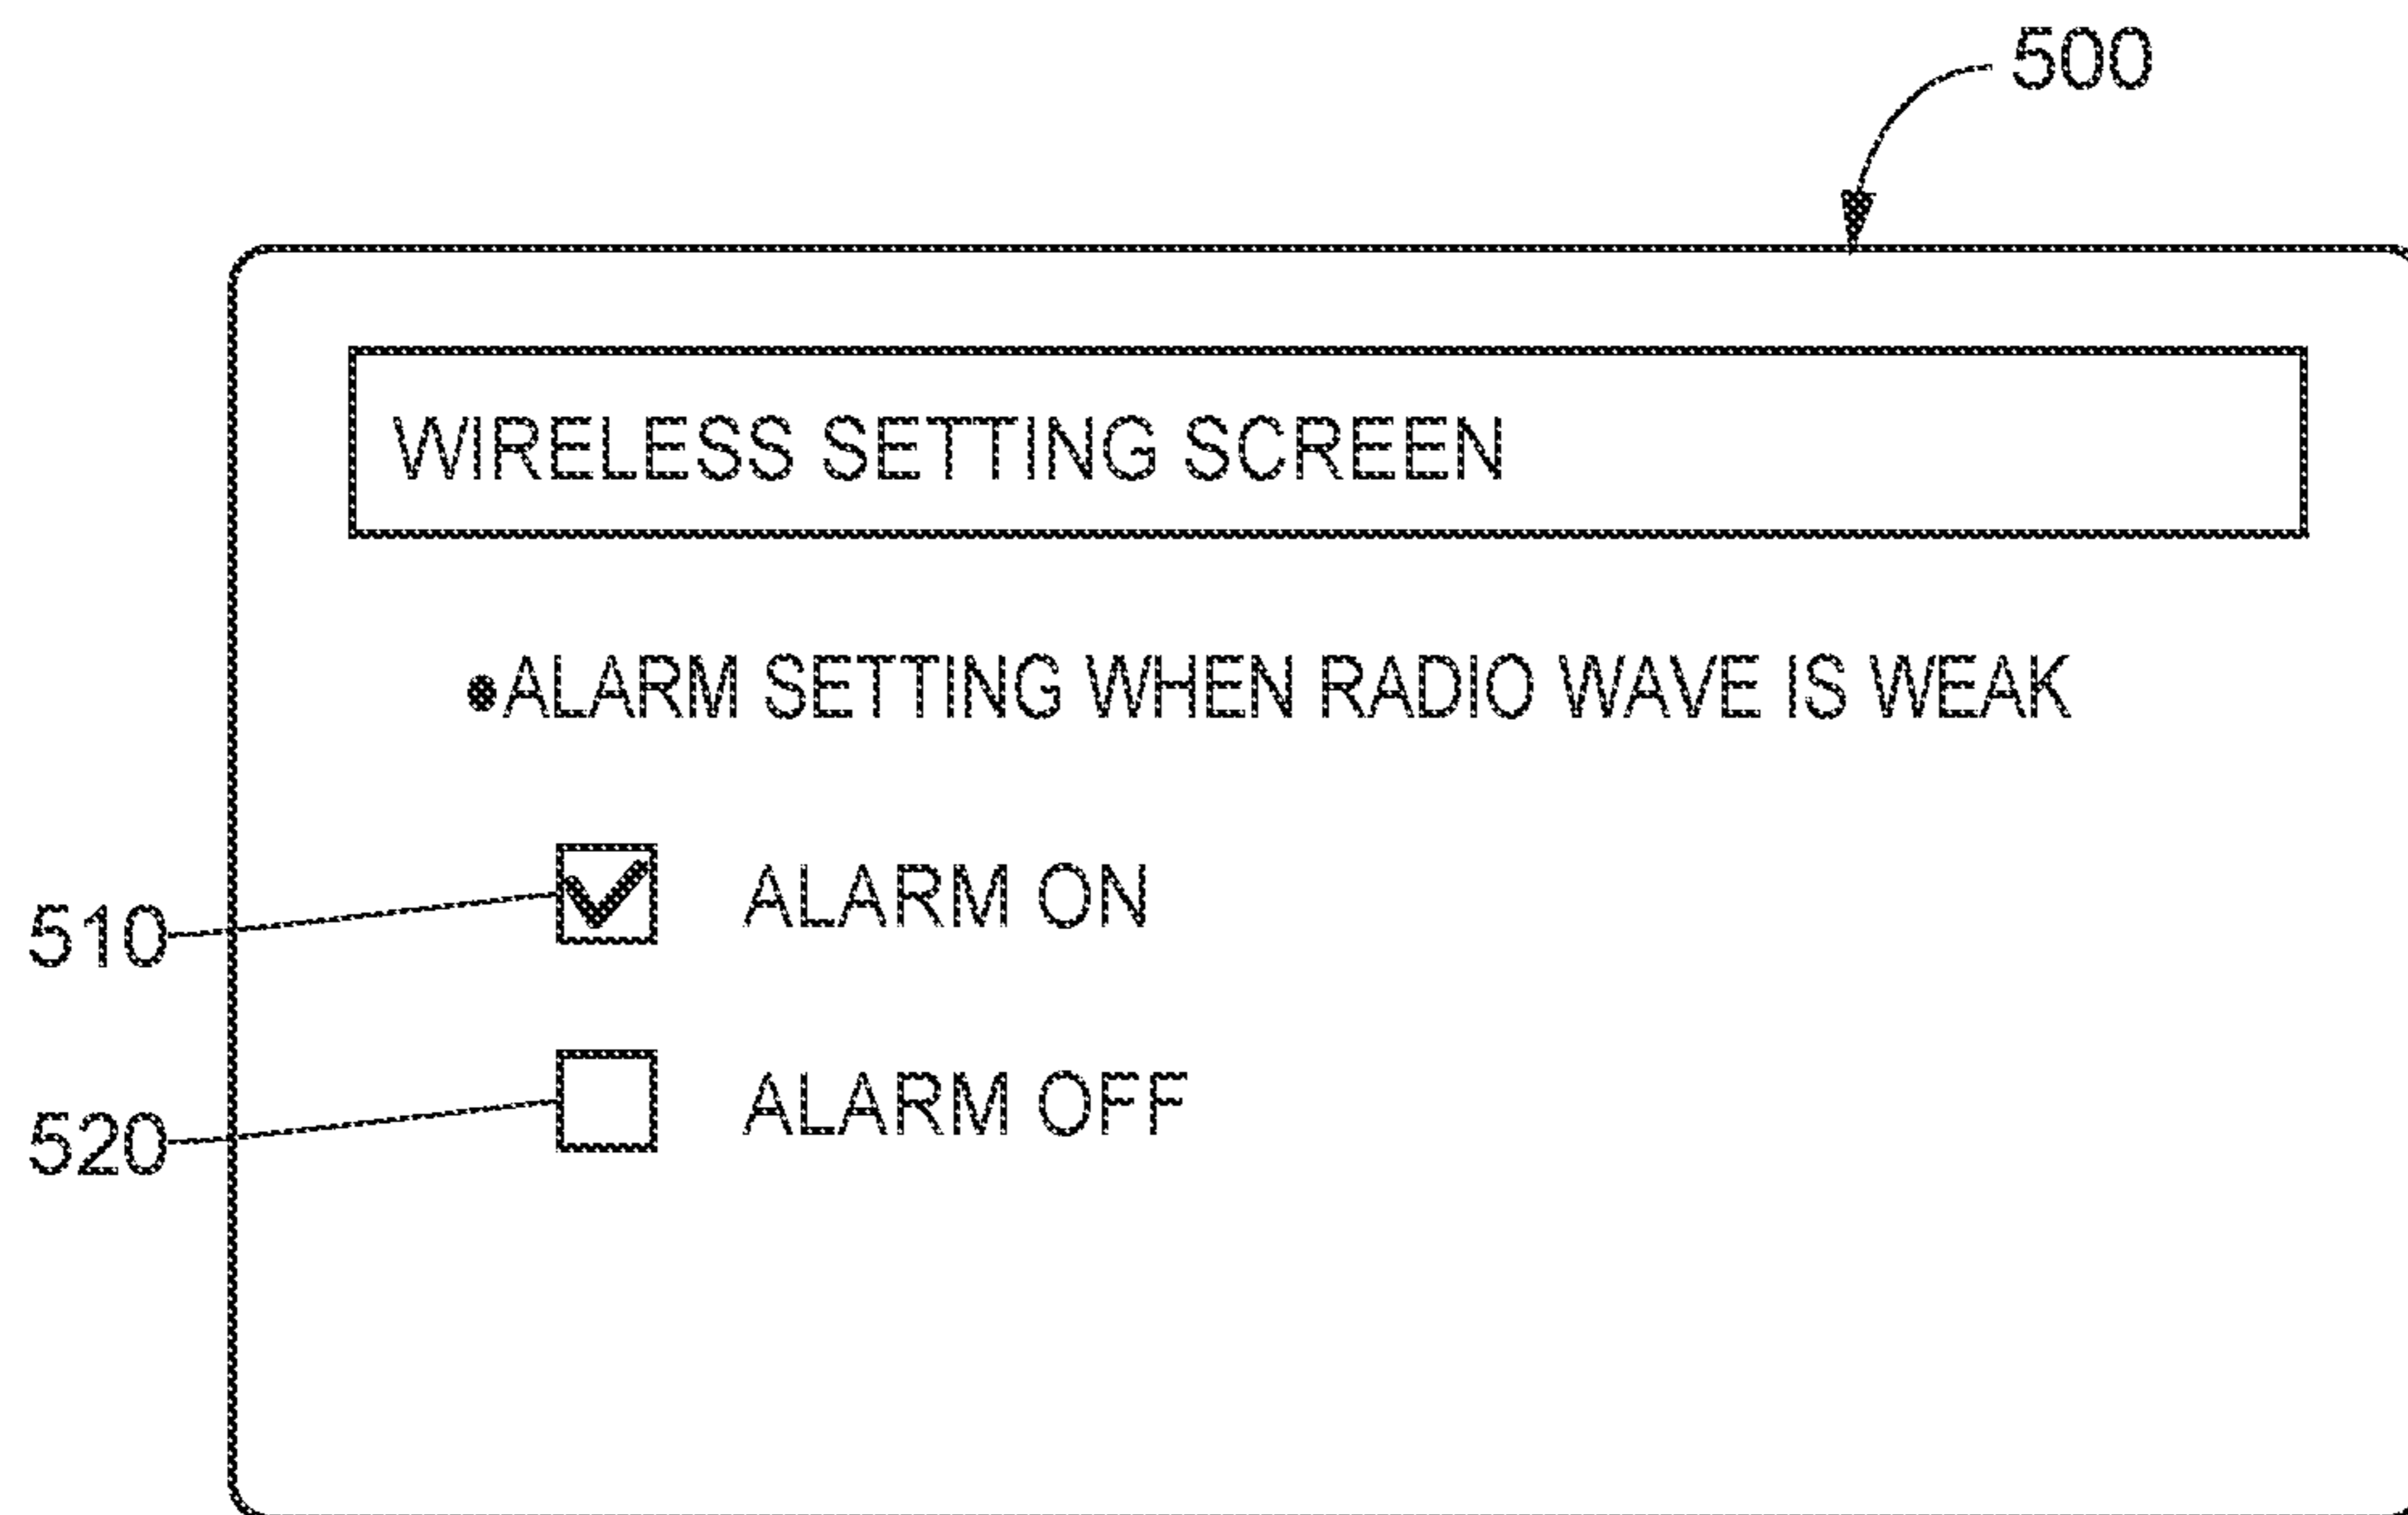 500
WIRELESS SETTING SCREEN
•ALARM SETTING WHEN RADIO WAVE IS WEAK
510 ALARM ON
520 ALARM OFF